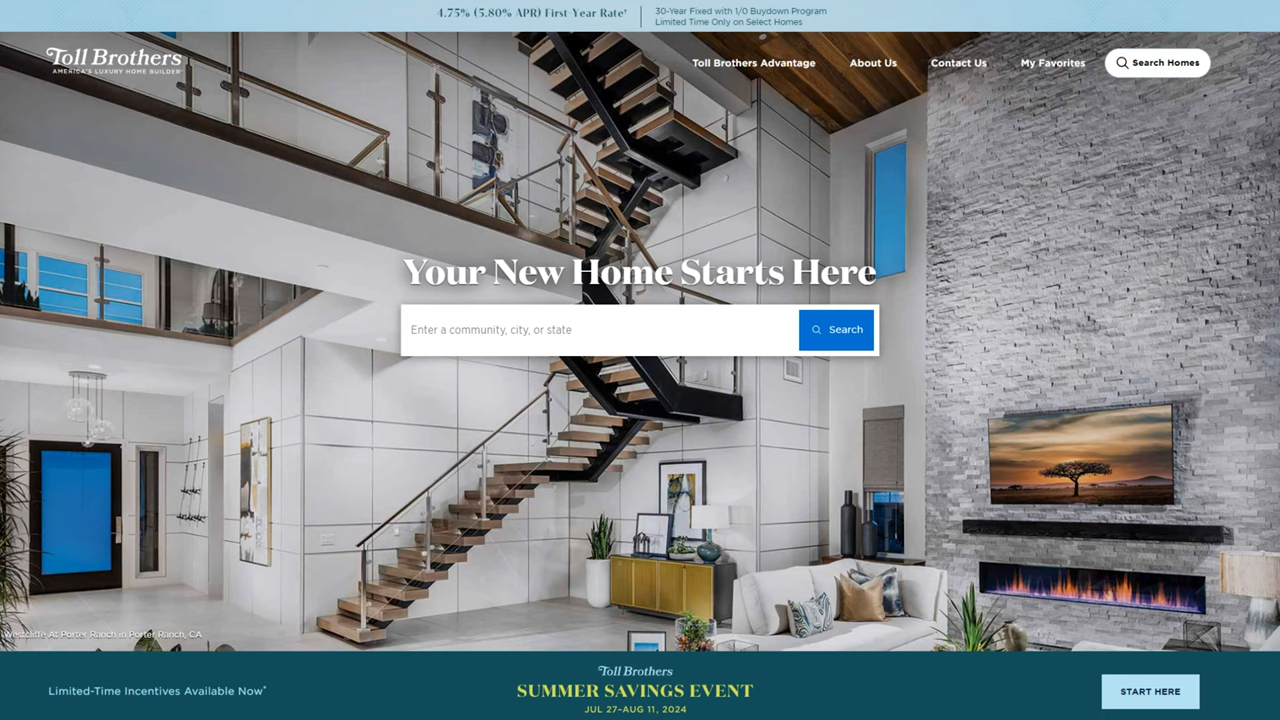 4.75% (5.80% APR) First-Year Rate†
30-Year Fixed with 1/0 Buydown Program
Limited Time Only on Select Homes
Toll Brothers
AMERICA'S LUXURY HOME BUILDER®
Toll Brothers Advantage
About Us
Contact Us
My Favorites
Search Homes
Your New Home Starts Here
Enter a community, city, or state
Search
Westcliffe At Porter Ranch in Porter Ranch, CA
Limited-Time Incentives Available Now*
Toll Brothers
SUMMER SAVINGS EVENT
JUL 27–AUG 11, 2024
START HERE